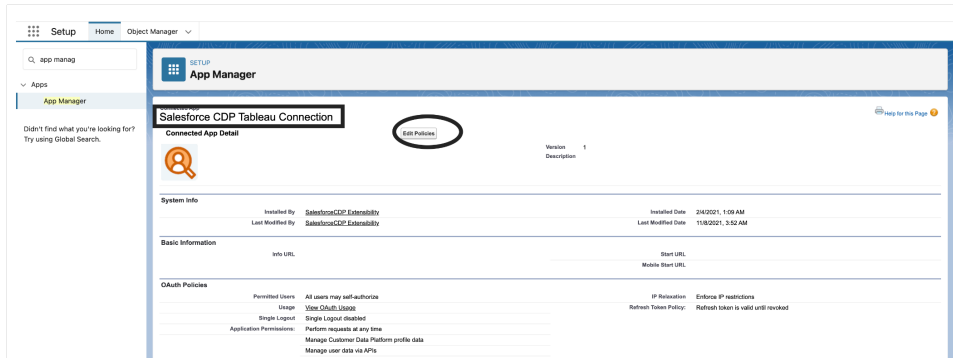 Setup Home Object Manager
app manag
Apps
App Manager
Didn't find what you're looking for?
Try using Global Search.
SETUP
App Manager
Connected App
Salesforce CDP Tableau Connection
Help for this Page
Connected App Detail Edit Policies
Version 1
Description
System Info
Installed By SalesforceCDP Extensibility Installed Date 2/4/2021, 1:09 AM
Last Modified By SalesforceCDP Extensibility Last Modified Date 11/8/2021, 3:52 AM
Basic Information
Info URL Start URL
Mobile Start URL
OAuth Policies
Permitted Users All users may self-authorize IP Relaxation Enforce IP restrictions
Usage View OAuth Usage Refresh Token Policy: Refresh token is valid until revoked
Single Logout Single Logout disabled
Application Permissions: Perform requests at any time
Manage Customer Data Platform profile data
Manage user data via APIs